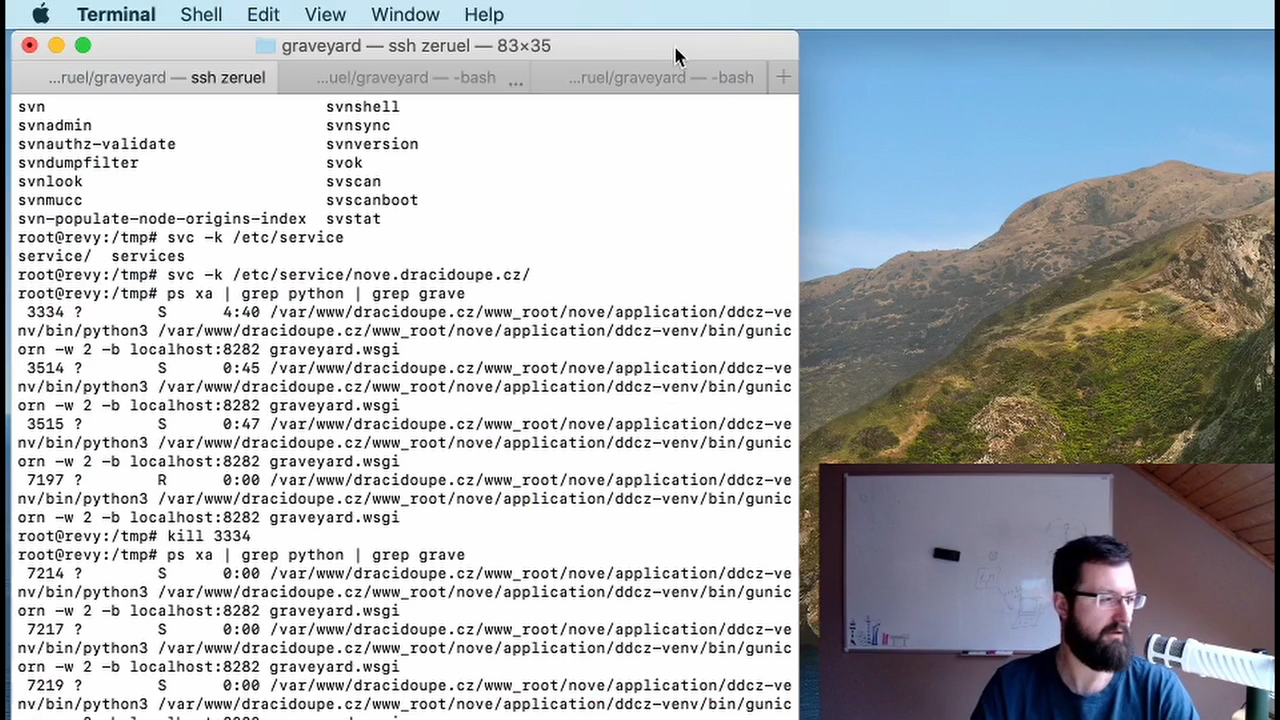 Terminal Shell Edit View Window Help
graveyard — ssh zeruel — 83×35
...ruel/graveyard — ssh zeruel ...uel/graveyard — -bash ... ...ruel/graveyard — -bash +
svn svnshell
svnadmin svnsync
svnauthz-validate svnversion
svndumpfilter svok
svnlook svscan
svnmucc svscanboot
svn-populate-node-origins-index svstat
root@revy:/tmp# svc -k /etc/service
service/ services
root@revy:/tmp# svc -k /etc/service/nove.dracidoupe.cz/
root@revy:/tmp# ps xa | grep python | grep grave
3334 ? S 4:40 /var/www/dracidoupe.cz/www_root/nove/application/ddcz-ve
nv/bin/python3 /var/www/dracidoupe.cz/www_root/nove/application/ddcz-venv/bin/gunic
orn -w 2 -b localhost:8282 graveyard.wsgi
3514 ? S 0:45 /var/www/dracidoupe.cz/www_root/nove/application/ddcz-ve
nv/bin/python3 /var/www/dracidoupe.cz/www_root/nove/application/ddcz-venv/bin/gunic
orn -w 2 -b localhost:8282 graveyard.wsgi
3515 ? S 0:47 /var/www/dracidoupe.cz/www_root/nove/application/ddcz-ve
nv/bin/python3 /var/www/dracidoupe.cz/www_root/nove/application/ddcz-venv/bin/gunic
orn -w 2 -b localhost:8282 graveyard.wsgi
7197 ? R 0:00 /var/www/dracidoupe.cz/www_root/nove/application/ddcz-ve
nv/bin/python3 /var/www/dracidoupe.cz/www_root/nove/application/ddcz-venv/bin/gunic
orn -w 2 -b localhost:8282 graveyard.wsgi
root@revy:/tmp# kill 3334
root@revy:/tmp# ps xa | grep python | grep grave
7214 ? S 0:00 /var/www/dracidoupe.cz/www_root/nove/application/ddcz-ve
nv/bin/python3 /var/www/dracidoupe.cz/www_root/nove/application/ddcz-venv/bin/gunic
orn -w 2 -b localhost:8282 graveyard.wsgi
7217 ? S 0:00 /var/www/dracidoupe.cz/www_root/nove/application/ddcz-ve
nv/bin/python3 /var/www/dracidoupe.cz/www_root/nove/application/ddcz-venv/bin/gunic
orn -w 2 -b localhost:8282 graveyard.wsgi
7219 ? S 0:00 /var/www/dracidoupe.cz/www_root/nove/application/ddcz-ve
nv/bin/python3 /var/www/dracidoupe.cz/www_root/nove/application/ddcz-venv/bin/gunic